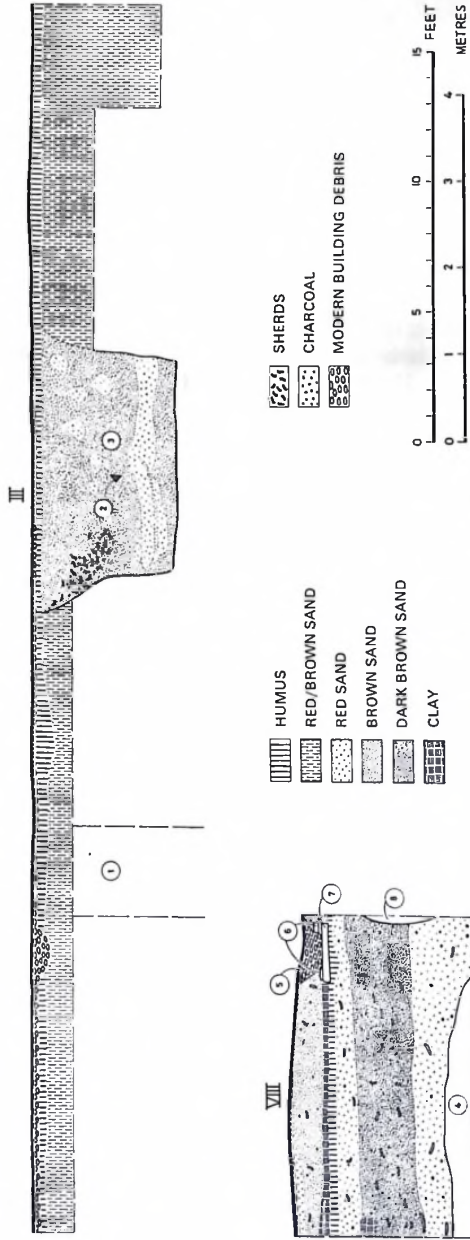 III
1
2
3
VIII
4
5
6
7
8
HUMUS
RED/BROWN SAND
RED SAND
BROWN SAND
DARK BROWN SAND
CLAY
SHERDS
CHARCOAL
MODERN BUILDING DEBRIS
0 5 10 15 FEET
0 1 2 3 4 METRES